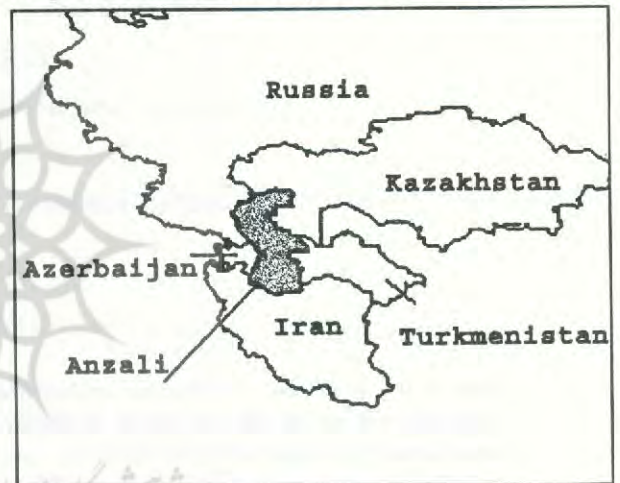 Russia
Kazakhstan
Azerbaijan
Iran
Turkmenistan
Anzali